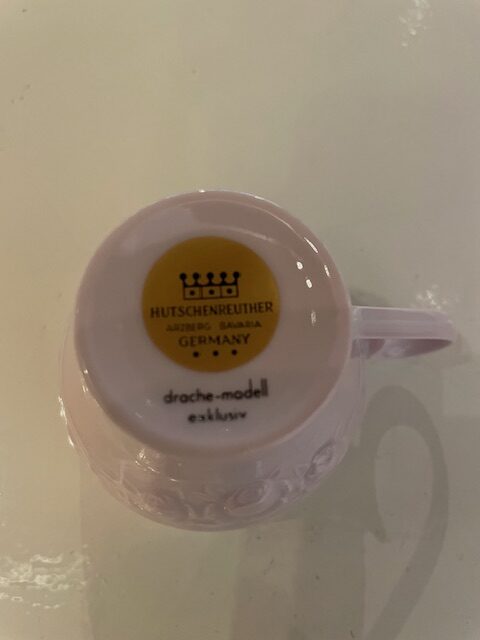 HUTSCHENREUTHER
ARZBERG BAVARIA
GERMANY
drache-modell
exklusiv